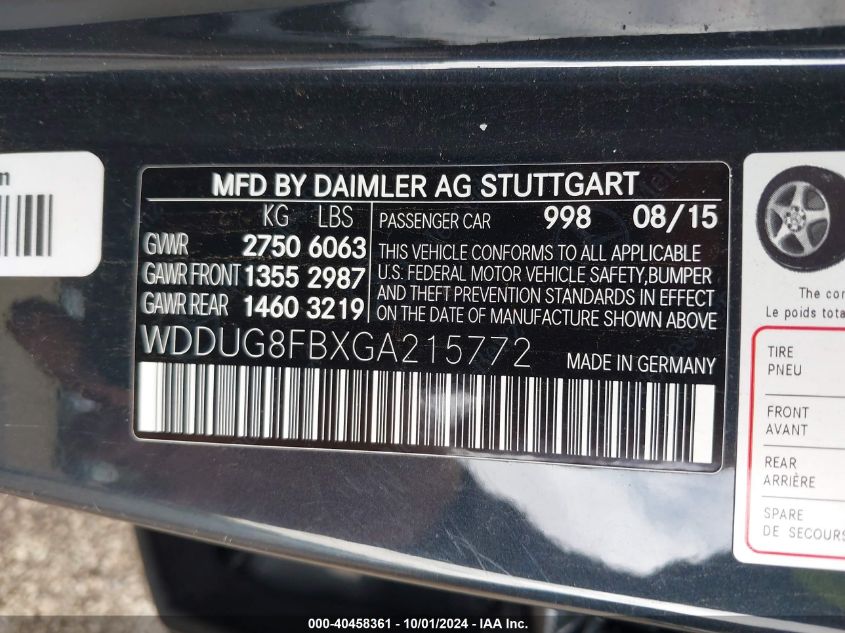 MFD BY DAIMLER AG STUTTGART
KG LBS
GVWR 2750 6063
GAWR FRONT 1355 2987
GAWR REAR 1460 3219
PASSENGER CAR 998 08/15
THIS VEHICLE CONFORMS TO ALL APPLICABLE
U.S. FEDERAL MOTOR VEHICLE SAFETY,BUMPER
AND THEFT PREVENTION STANDARDS IN EFFECT
ON THE DATE OF MANUFACTURE SHOWN ABOVE
WDDUG8FBXGA215772
MADE IN GERMANY
The
Le poids
TIRE
PNEU
FRONT
AVANT
REAR
ARRIÈRE
SPARE
DE SECOURS
000-40458361 / 10/01/2024 - IAA Inc.